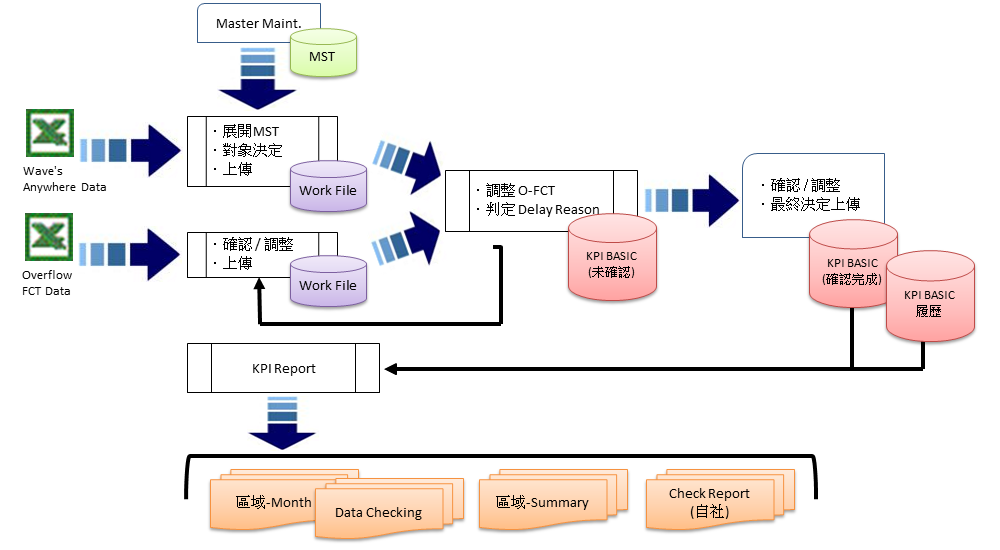 Master Maint.
MST
Wave's
Anywhere Data
・展開MST
・對象決定
・上傳
Work File
Overflow
FCT Data
・確認 / 調整
・上傳
Work File
・調整 O-FCT
・判定 Delay Reason
KPI BASIC
(未確認)
・確認 / 調整
・最終決定上傳
KPI BASIC
(確認完成)
KPI BASIC
履歷
KPI Report
區域-Month
Data Checking
區域-Summary
Check Report
(自社)